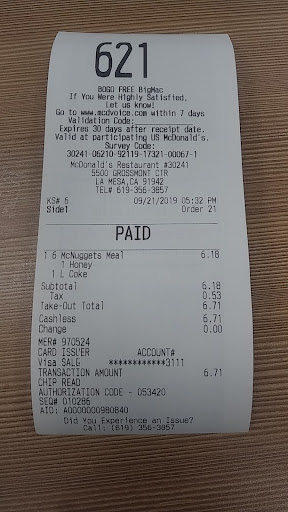 621
BOGO FREE BigMac
If You Were Highly Satisfied,
Let us know!
Go to www.mcdvoice.com within 7 days
Validation Code:
Expires 30 days after receipt date.
Valid at participating US McDonald's.
Survey Code:
30241-06210-92119-17321-00067-1
McDonald's Restaurant #30241
5500 GROSSMONT CTR
LA MESA, CA 91942
TEL# 619-356-3857
KS# 6 09/21/2019 05:32 PM
Side1 Order 21
PAID
1 6 McNuggets Meal 6.18
1 Honey
1 L Coke
Subtotal 6.18
Tax 0.53
Take-Out Total 6.71
Cashless 6.71
Change 0.00
MER# 970524
CARD ISSUER ACCOUNT#
Visa SALE ************3111
TRANSACTION AMOUNT 6.71
CHIP READ
AUTHORIZATION CODE - 053420
SEQ# 010286
AID: A0000000980840
Did You Experience an Issue?
Call: (619) 356-3857